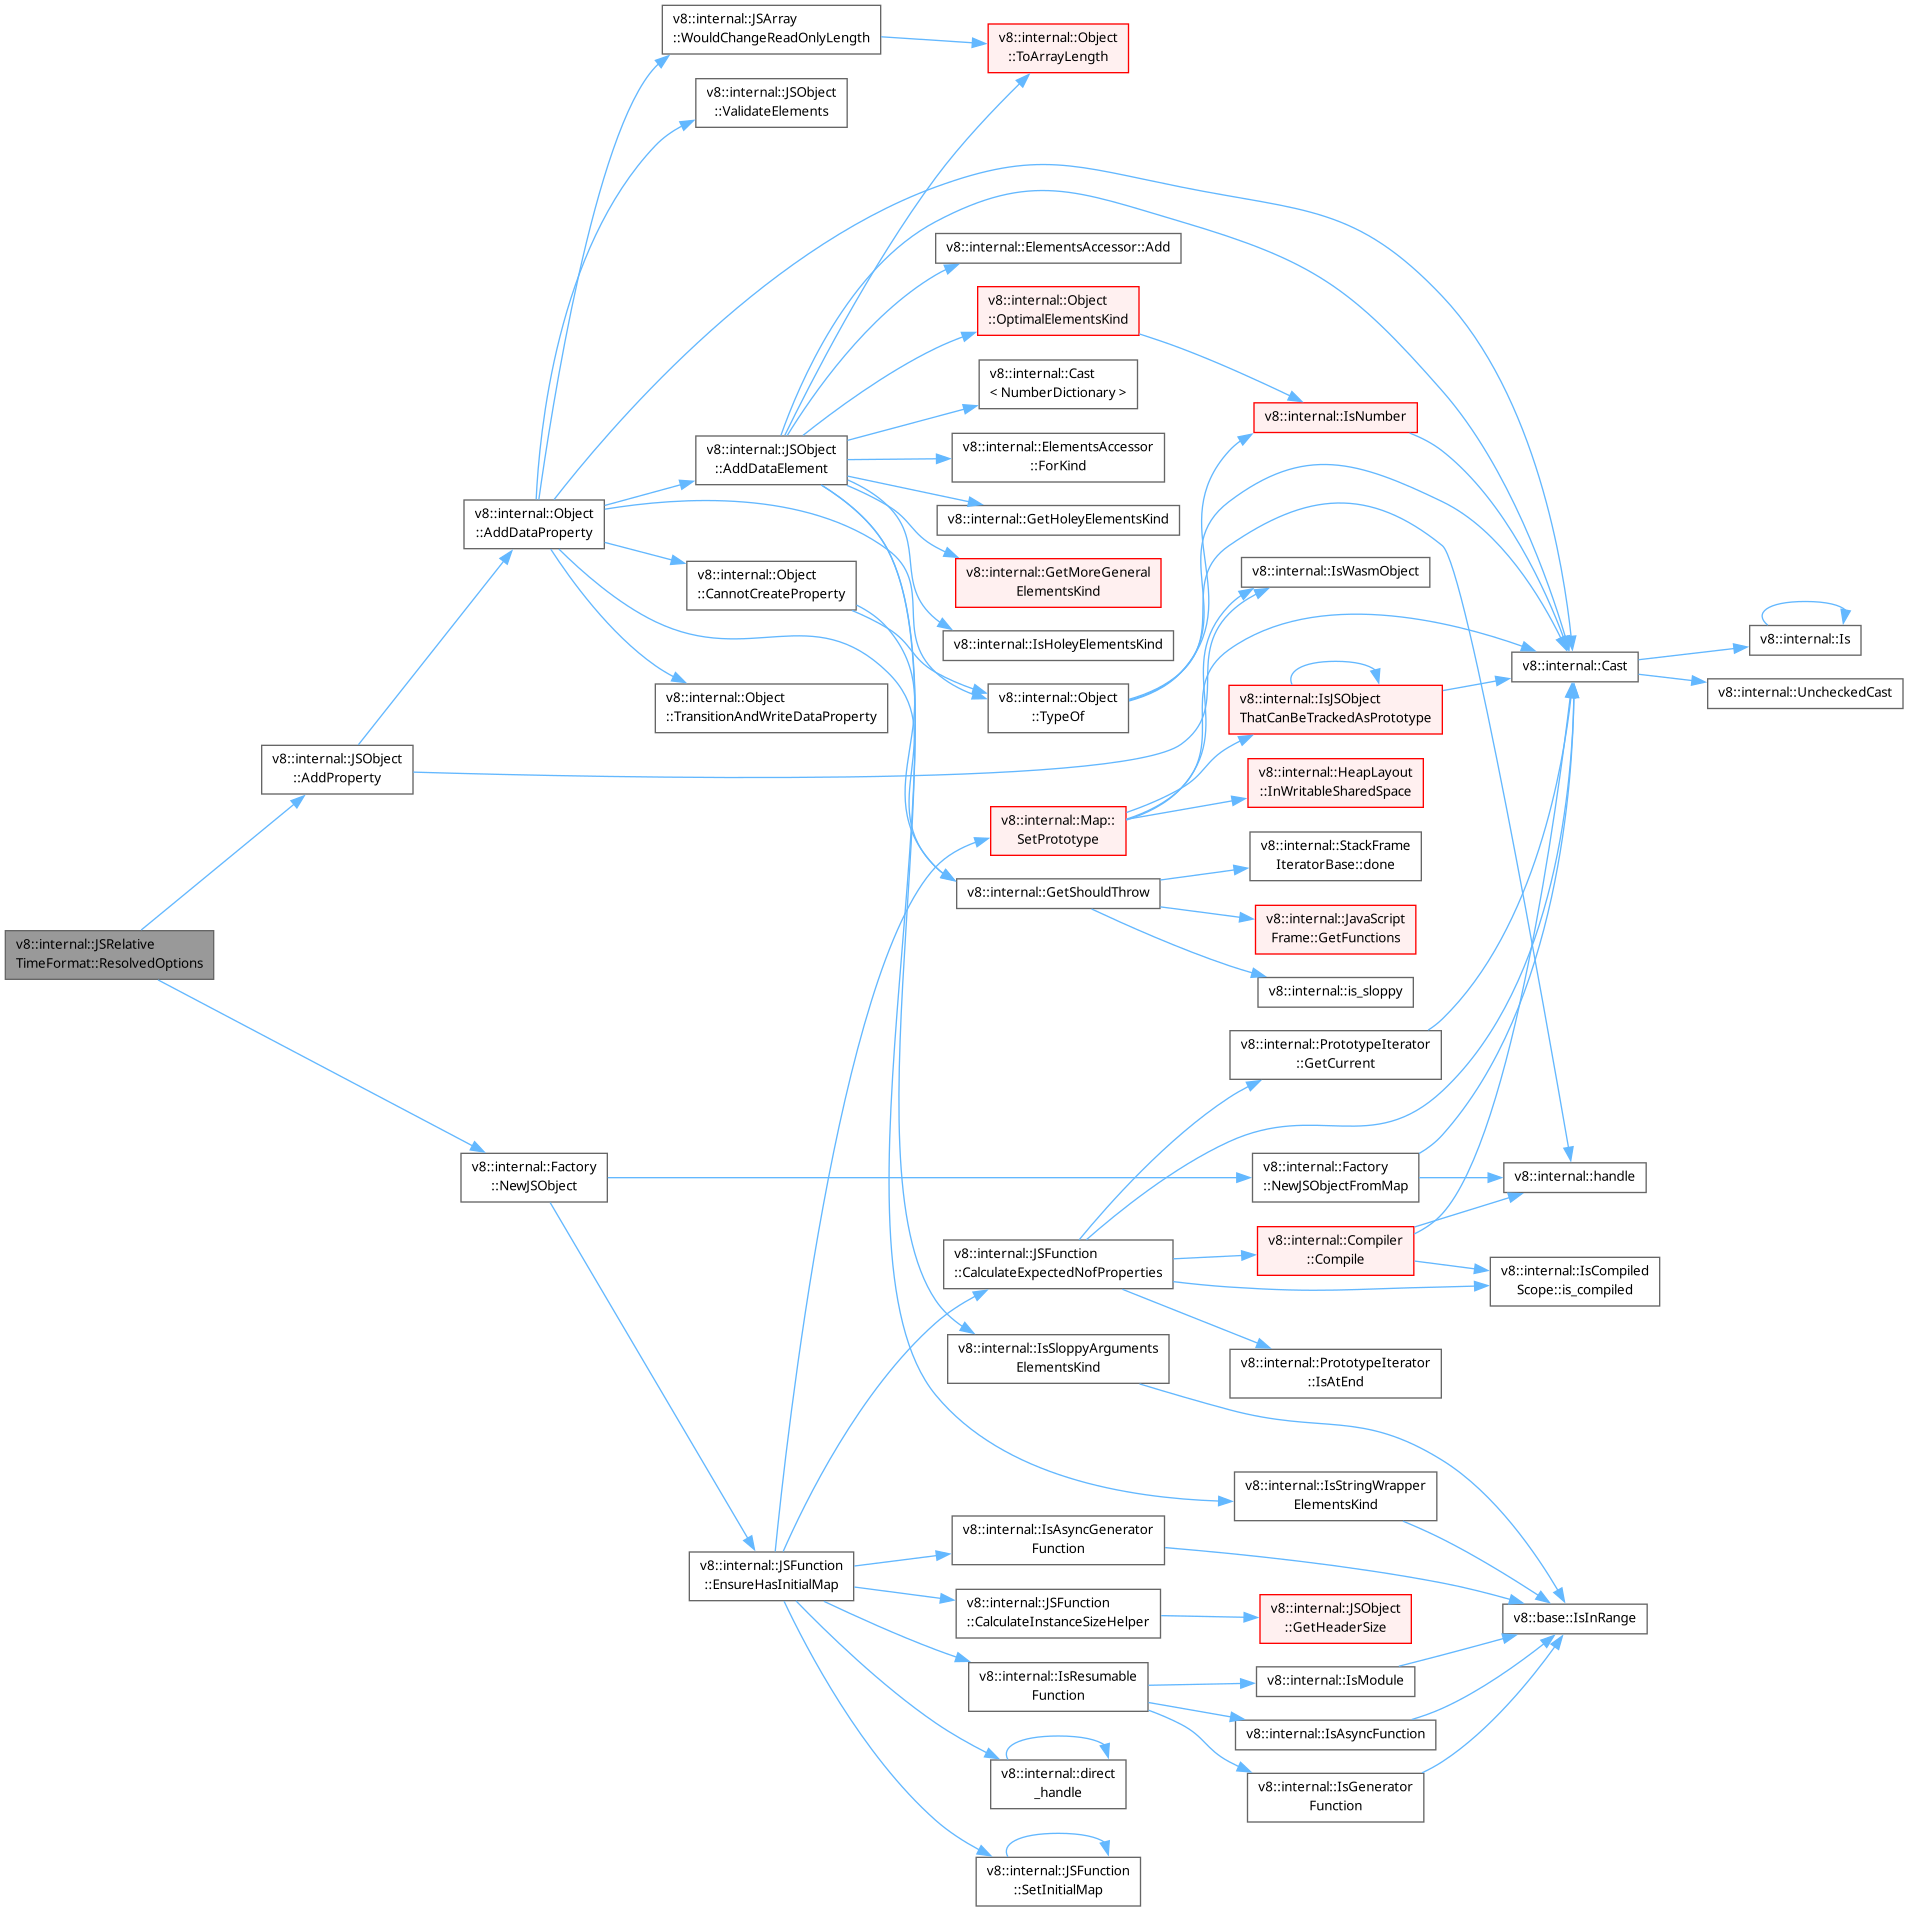 v8::internal::JSArray
::WouldChangeReadOnlyLength
v8::internal::Object
::ToArrayLength
v8::internal::JSObject
::ValidateElements
v8::internal::ElementsAccessor::Add
v8::internal::Object
::OptimalElementsKind
v8::internal::Cast
< NumberDictionary >
v8::internal::IsNumber
v8::internal::JSObject
::AddDataElement
v8::internal::ElementsAccessor
::ForKind
v8::internal::Object
::AddDataProperty
v8::internal::GetHoleyElementsKind
v8::internal::Object
::CannotCreateProperty
v8::internal::GetMoreGeneral
ElementsKind
v8::internal::IsWasmObject
v8::internal::IsHoleyElementsKind
v8::internal::Is
v8::internal::Cast
v8::internal::UncheckedCast
v8::internal::Object
::TransitionAndWriteDataProperty
v8::internal::Object
::TypeOf
v8::internal::IsJSObject
ThatCanBeTrackedAsPrototype
v8::internal::JSObject
::AddProperty
v8::internal::HeapLayout
::InWritableSharedSpace
v8::internal::Map::
SetPrototype
v8::internal::StackFrame
IteratorBase::done
v8::internal::GetShouldThrow
v8::internal::JavaScript
Frame::GetFunctions
v8::internal::JSRelative
TimeFormat::ResolvedOptions
v8::internal::is_sloppy
v8::internal::PrototypeIterator
::GetCurrent
v8::internal::Factory
::NewJSObject
v8::internal::Factory
::NewJSObjectFromMap
v8::internal::handle
v8::internal::JSFunction
::CalculateExpectedNofProperties
v8::internal::Compiler
::Compile
v8::internal::IsCompiled
Scope::is_compiled
v8::internal::IsSloppyArguments
ElementsKind
v8::internal::PrototypeIterator
::IsAtEnd
v8::internal::IsStringWrapper
ElementsKind
v8::internal::IsAsyncGenerator
Function
v8::internal::JSFunction
::EnsureHasInitialMap
v8::internal::JSFunction
::CalculateInstanceSizeHelper
v8::internal::JSObject
::GetHeaderSize
v8::base::IsInRange
v8::internal::IsResumable
Function
v8::internal::IsModule
v8::internal::IsAsyncFunction
v8::internal::direct
_handle
v8::internal::IsGenerator
Function
v8::internal::JSFunction
::SetInitialMap